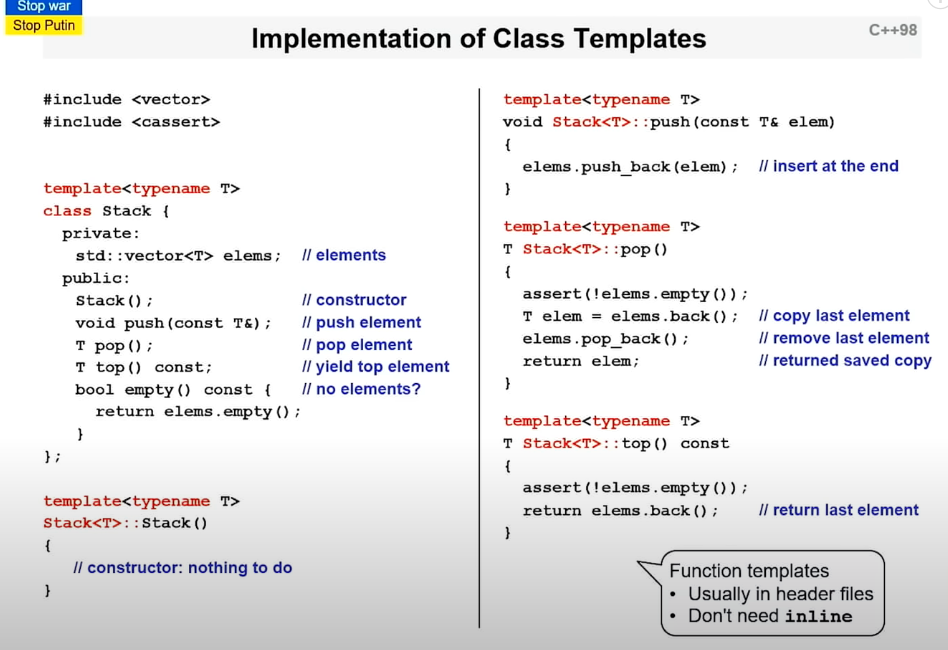 Stop war
Stop Putin
Implementation of Class Templates
C++98
#include <vector>
#include <cassert>
template<typename T>
class Stack {
private:
std::vector<T> elems; // elements
public:
Stack(); // constructor
void push(const T&); // push element
T pop(); // pop element
T top() const; // yield top element
bool empty() const { // no elements?
return elems.empty();
}
};
template<typename T>
Stack<T>::Stack()
{
// constructor: nothing to do
}
template<typename T>
void Stack<T>::push(const T& elem)
{
elems.push_back(elem); // insert at the end
}
template<typename T>
T Stack<T>::pop()
{
assert(!elems.empty());
T elem = elems.back(); // copy last element
elems.pop_back(); // remove last element
return elem; // returned saved copy
}
template<typename T>
T Stack<T>::top() const
{
assert(!elems.empty());
return elems.back(); // return last element
}
Function templates
• Usually in header files
• Don't need inline